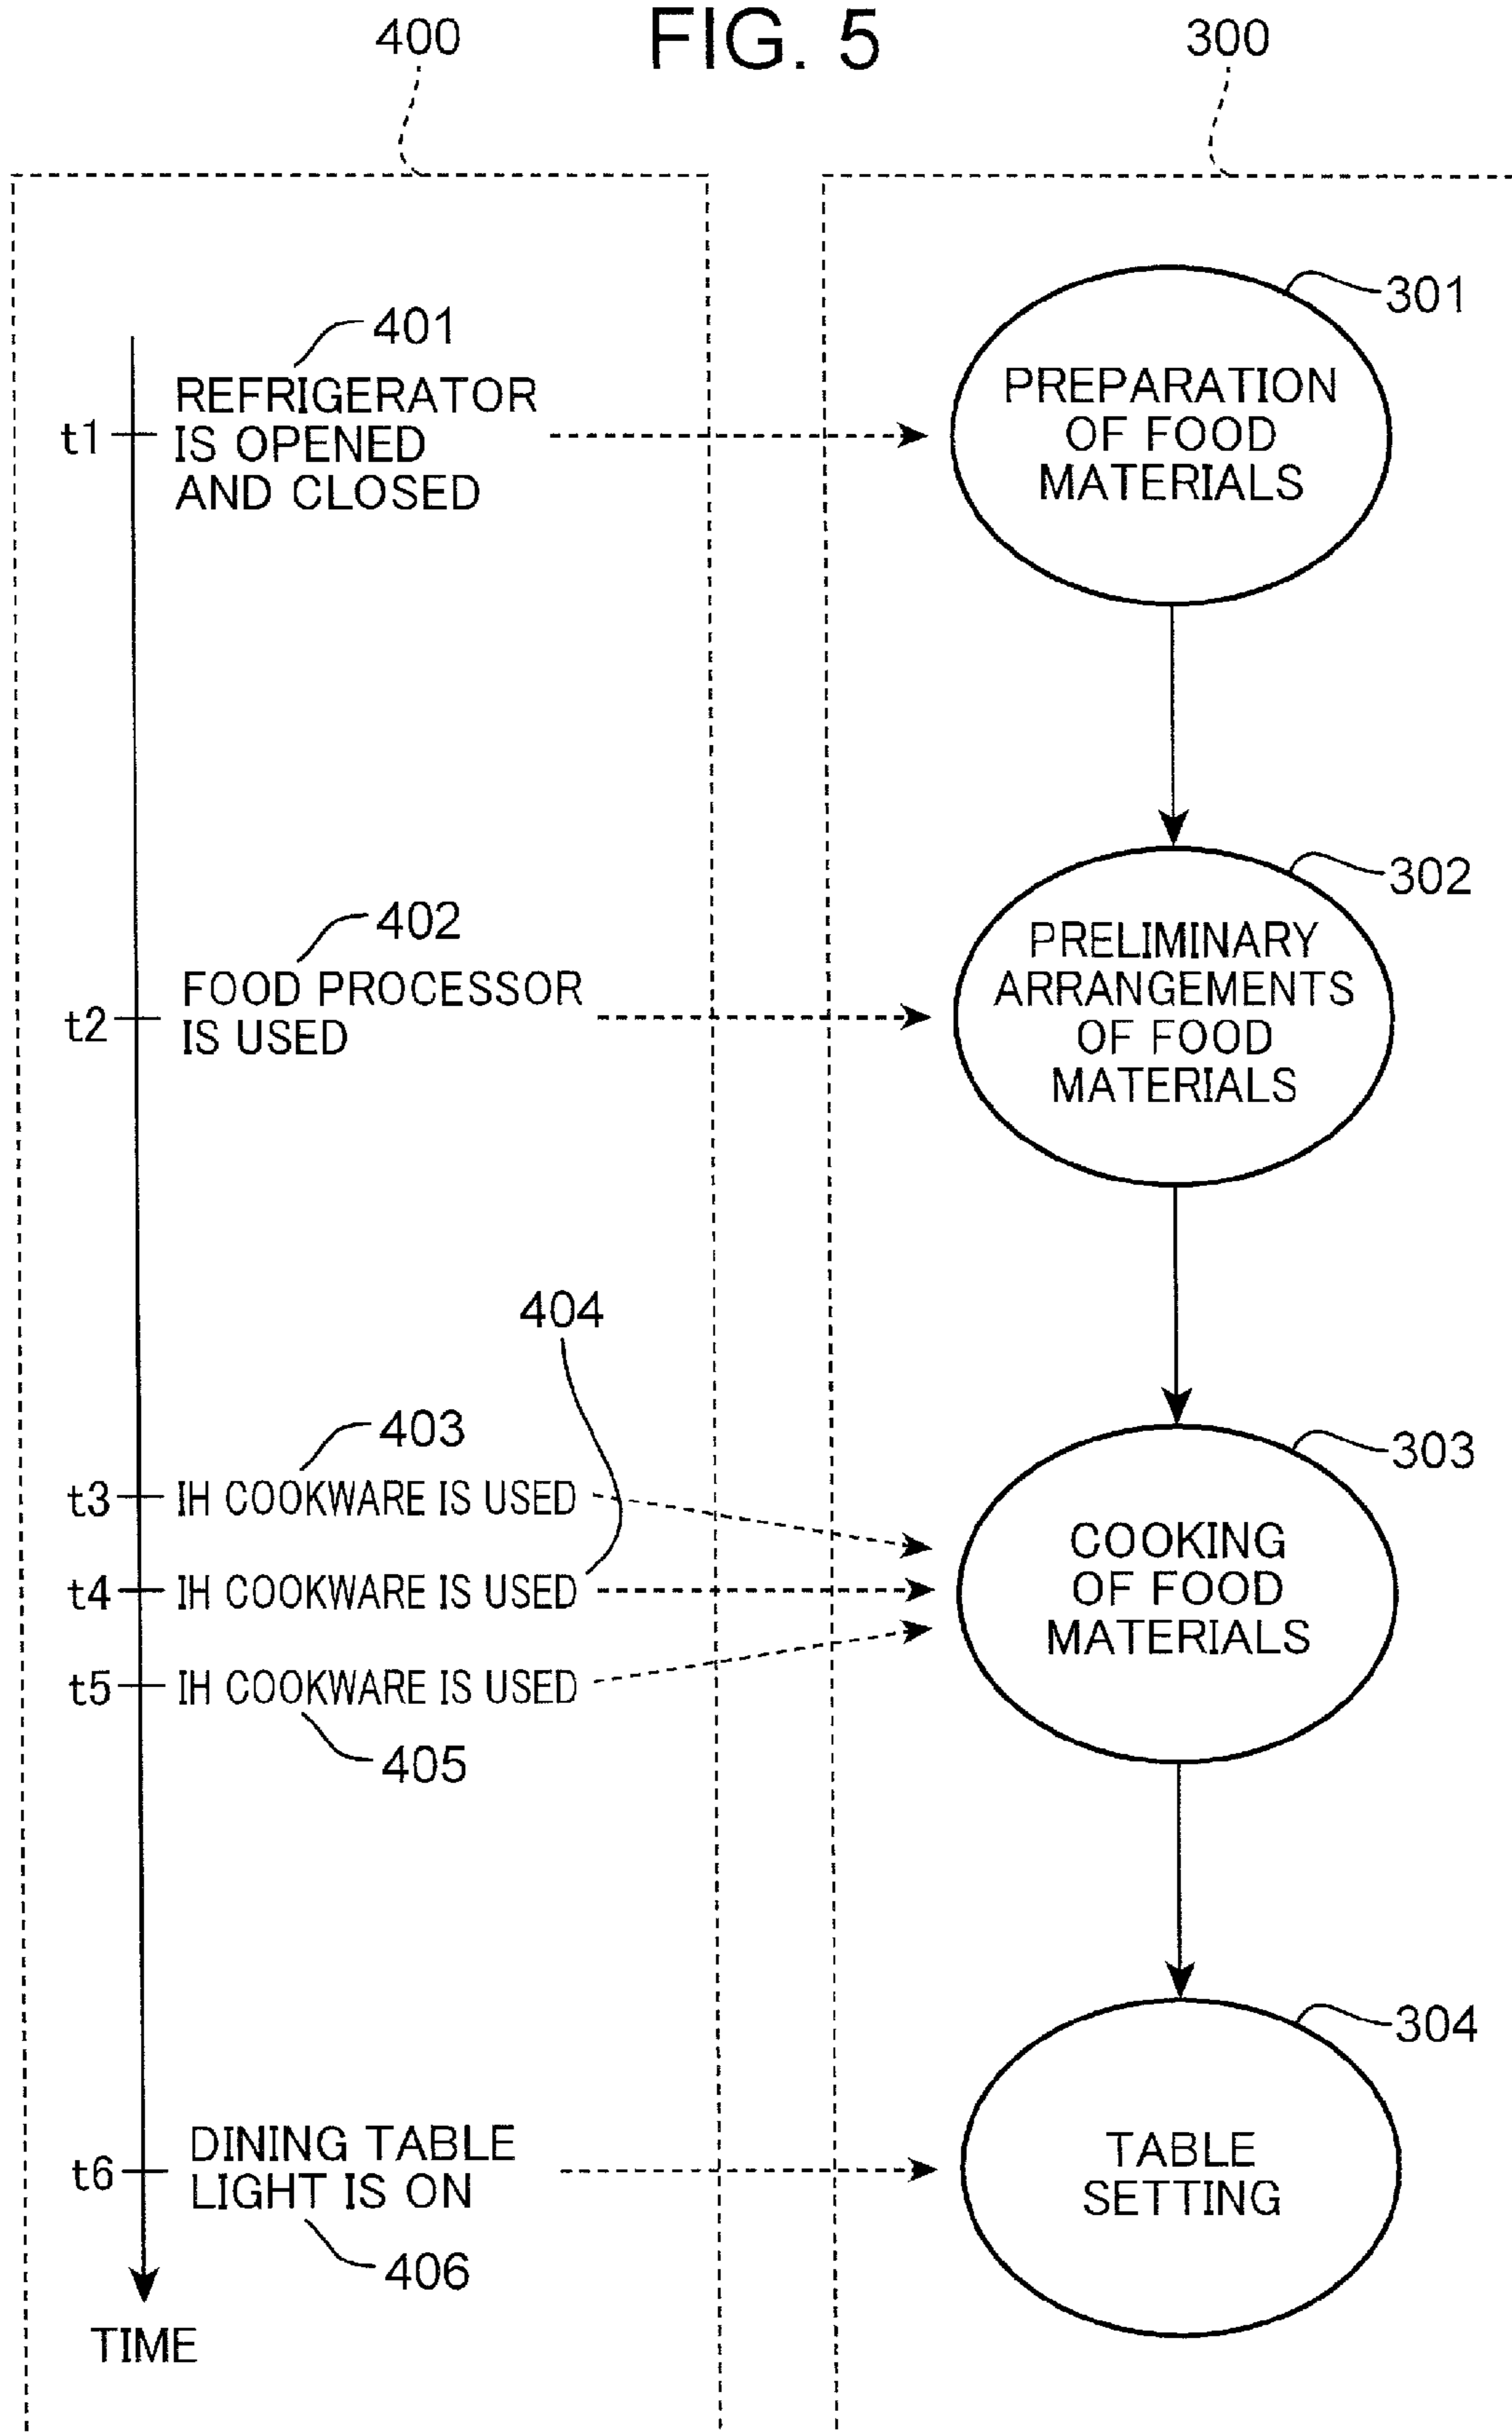 FIG. 5
400
300
401
REFRIGERATOR
IS OPENED
AND CLOSED
t1
301
PREPARATION
OF FOOD
MATERIALS
402
FOOD PROCESSOR
IS USED
t2
302
PRELIMINARY
ARRANGEMENTS
OF FOOD
MATERIALS
404
403
t3 IH COOKWARE IS USED
t4 IH COOKWARE IS USED
t5 IH COOKWARE IS USED
405
303
COOKING
OF FOOD
MATERIALS
t6
DINING TABLE
LIGHT IS ON
406
304
TABLE
SETTING
TIME